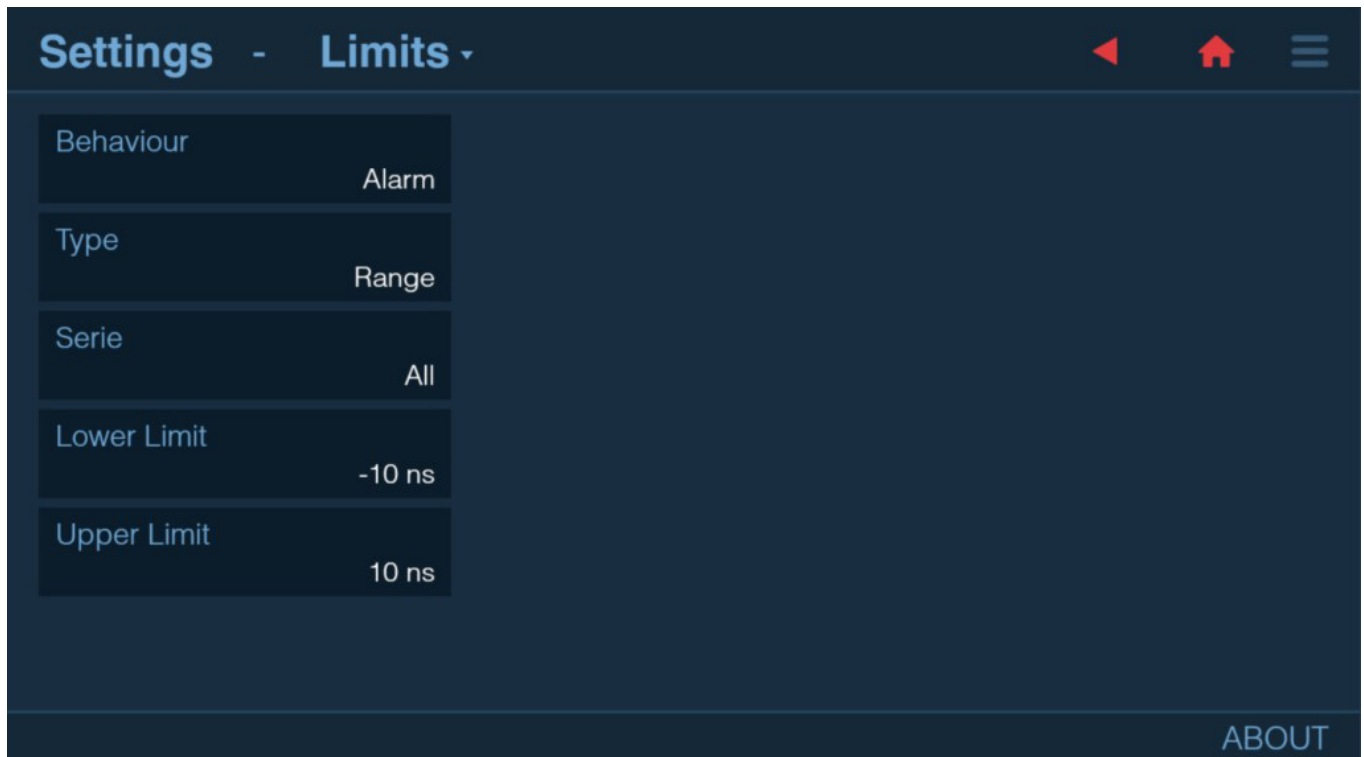 Settings - Limits
Behaviour
Alarm
Type
Range
Serie
All
Lower Limit
-10 ns
Upper Limit
10 ns
ABOUT